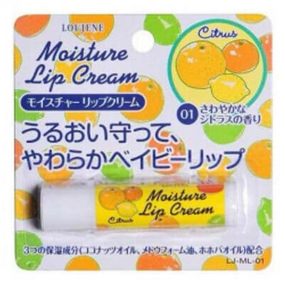 LOUJENE
Moisture
Lip Cream
モイスチャー リップクリーム
Citrus
01
さわやかな
シトラスの香り
うるおい守って、
やわらかベイビーリップ
Moisture
Lip Cream
Citrus
3つの保湿成分(ココナッツオイル、メドウフォーム油、ホホバオイル)配合
LJ-ML-01